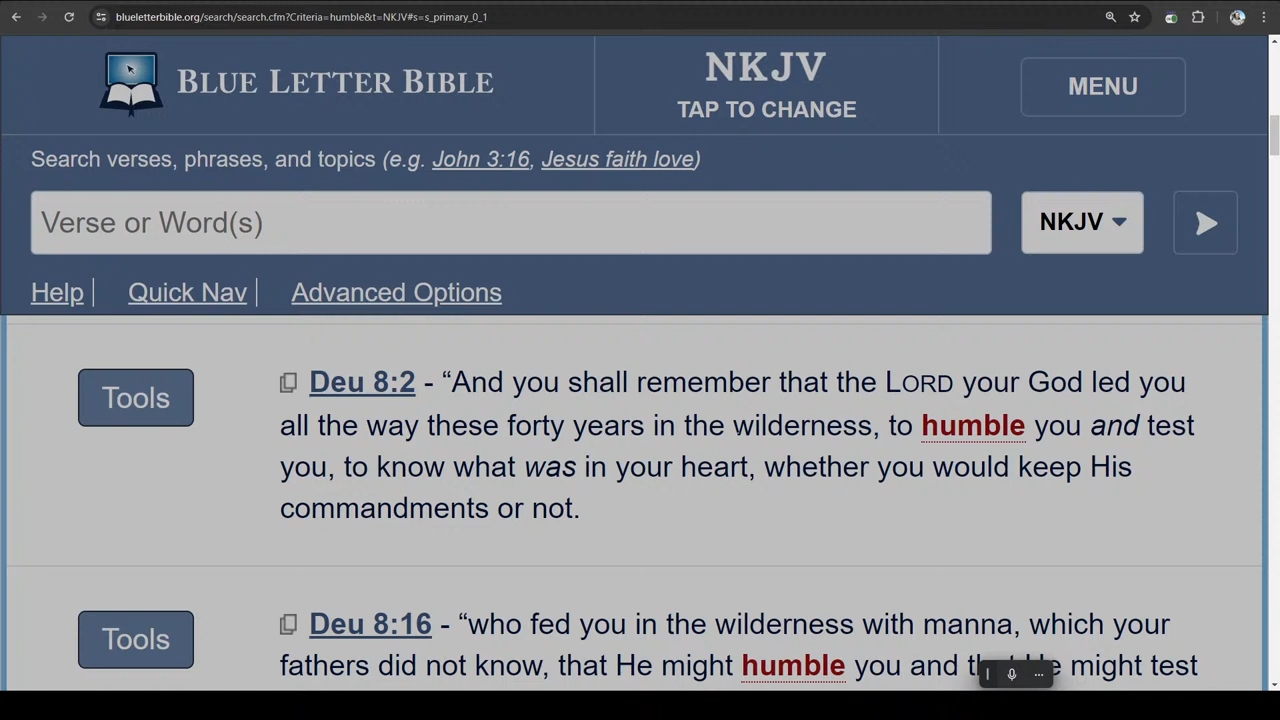 blueletterbible.org/search/search.cfm?Criteria=humble&t=NKJV#s=s_primary_0_1
BLUE LETTER BIBLE
NKJV
TAP TO CHANGE
MENU
Search verses, phrases, and topics (e.g. John 3:16, Jesus faith love)
Verse or Word(s)
NKJV
Help
Quick Nav
Advanced Options
Tools
Deu 8:2 - “And you shall remember that the LORD your God led you
all the way these forty years in the wilderness, to humble you and test
you, to know what was in your heart, whether you would keep His
commandments or not.
Tools
Deu 8:16 - “who fed you in the wilderness with manna, which your
fathers did not know, that He might humble you and that He might test